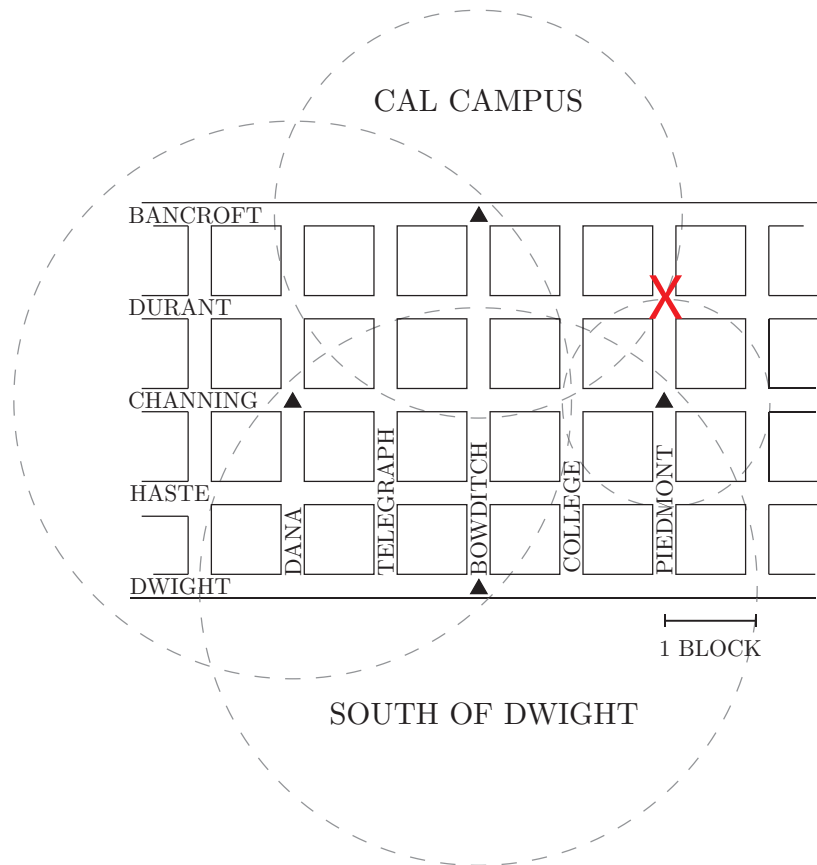 CAL CAMPUS
BANCROFT
DURANT
CHANNING
HASTE
DANA
TELEGRAPH
BOWDITCH
COLLEGE
PIEDMONT
DWIGHT
1 BLOCK
SOUTH OF DWIGHT
X